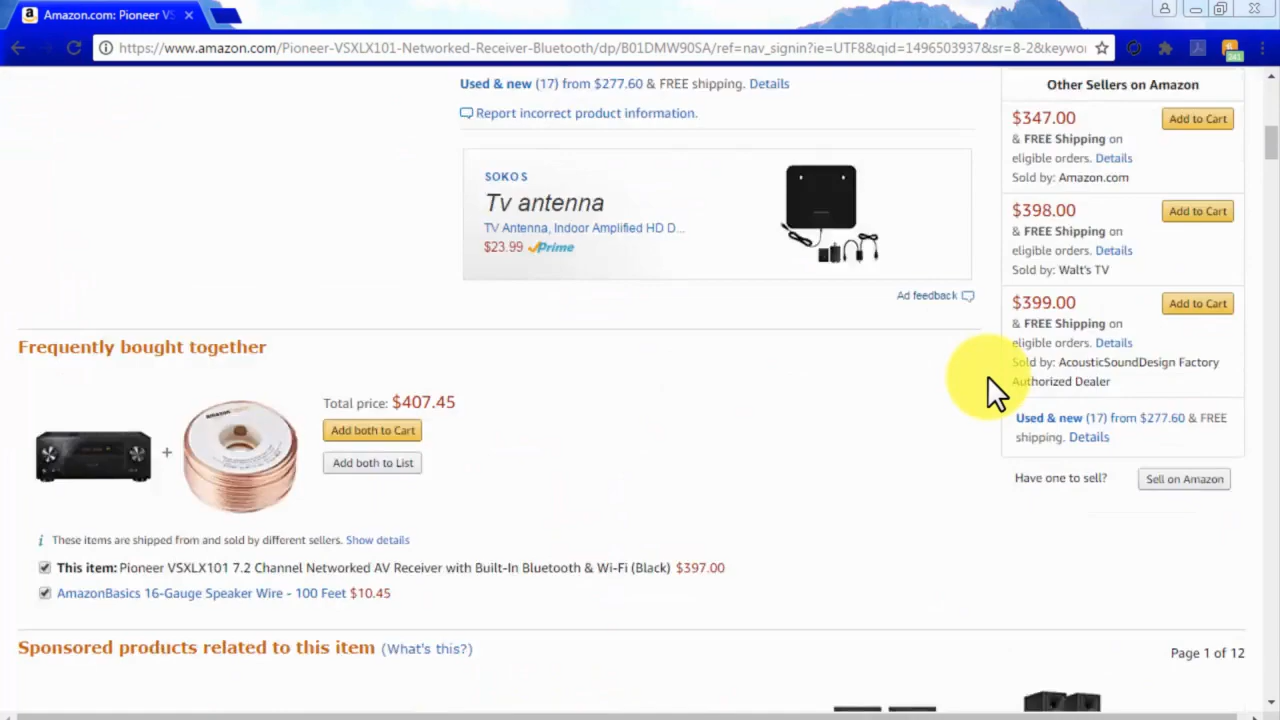 Amazon.com: Pioneer VS
https://www.amazon.com/Pioneer-VSXLX101-Networked-Receiver-Bluetooth/dp/B01DMW90SA/ref=nav_signin?ie=UTF8&qid=1496503937&sr=8-2&keywo
241
Used & new (17) from $277.60 & FREE shipping. Details
Report incorrect product information.
SOKOS
Tv antenna
TV Antenna, Indoor Amplified HD D...
$23.99 Prime
Ad feedback
Other Sellers on Amazon
$347.00 Add to Cart
& FREE Shipping on
eligible orders. Details
Sold by: Amazon.com
$398.00 Add to Cart
& FREE Shipping on
eligible orders. Details
Sold by: Walt's TV
$399.00 Add to Cart
& FREE Shipping on
eligible orders. Details
Sold by: AcousticSoundDesign Factory
Authorized Dealer
Used & new (17) from $277.60 & FREE
shipping. Details
Have one to sell? Sell on Amazon
Frequently bought together
Total price: $407.45
Add both to Cart
Add both to List
These items are shipped from and sold by different sellers. Show details
This item: Pioneer VSXLX101 7.2 Channel Networked AV Receiver with Built-In Bluetooth & Wi-Fi (Black) $397.00
AmazonBasics 16-Gauge Speaker Wire - 100 Feet $10.45
Sponsored products related to this item (What's this?)
Page 1 of 12